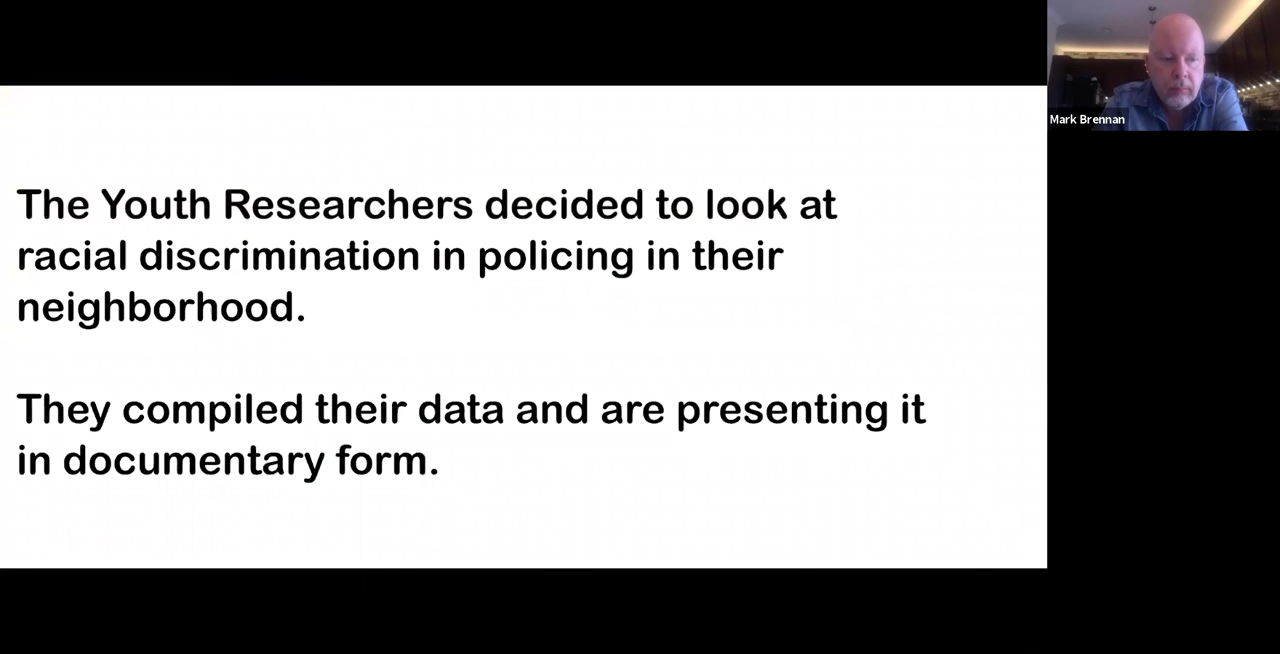 The Youth Researchers decided to look at
racial discrimination in policing in their
neighborhood.
They compiled their data and are presenting it
in documentary form.
Mark Brennan